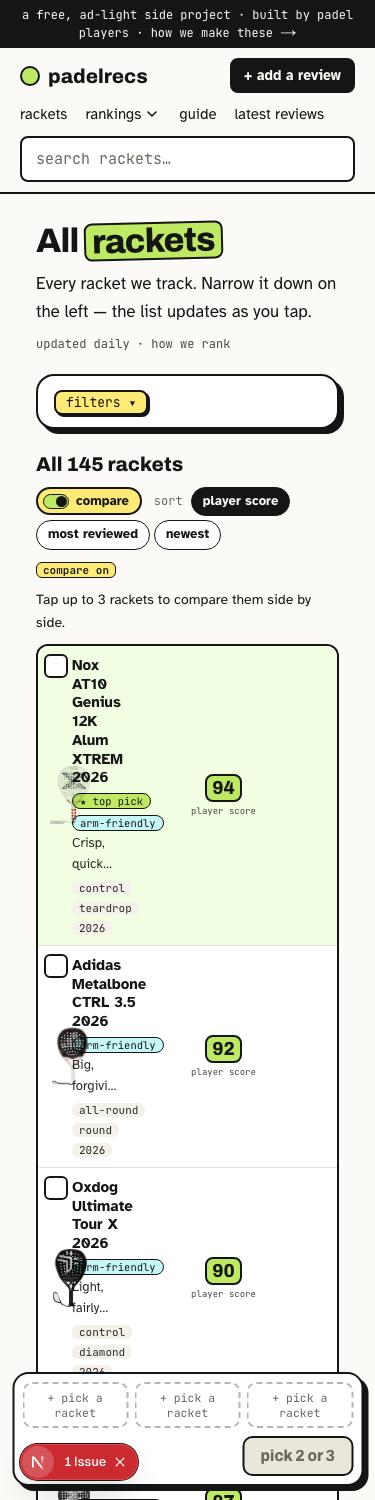 a free, ad-light side project · built by padel
players · how we make these →
padelrecs
+ add a review
rackets rankings guide latest reviews
search rackets…
All rackets
Every racket we track. Narrow it down on
the left — the list updates as you tap.
updated daily · how we rank
filters ▾
All 145 rackets
compare sort player score
most reviewed newest
compare on
Tap up to 3 rackets to compare them side by
side.
Nox
AT10
Genius
12K
Alum
XTREM
2026
★ top pick
arm-friendly
Crisp,
quick…
control
teardrop
2026
94
player score
Adidas
Metalbone
CTRL 3.5
2026
arm-friendly
Big,
forgivi…
all-round
round
2026
92
player score
Oxdog
Ultimate
Tour X
2026
arm-friendly
Light,
fairly…
control
diamond
2026
90
player score
+ pick a
racket
+ pick a
racket
+ pick a
racket
N 1 Issue
pick 2 or 3